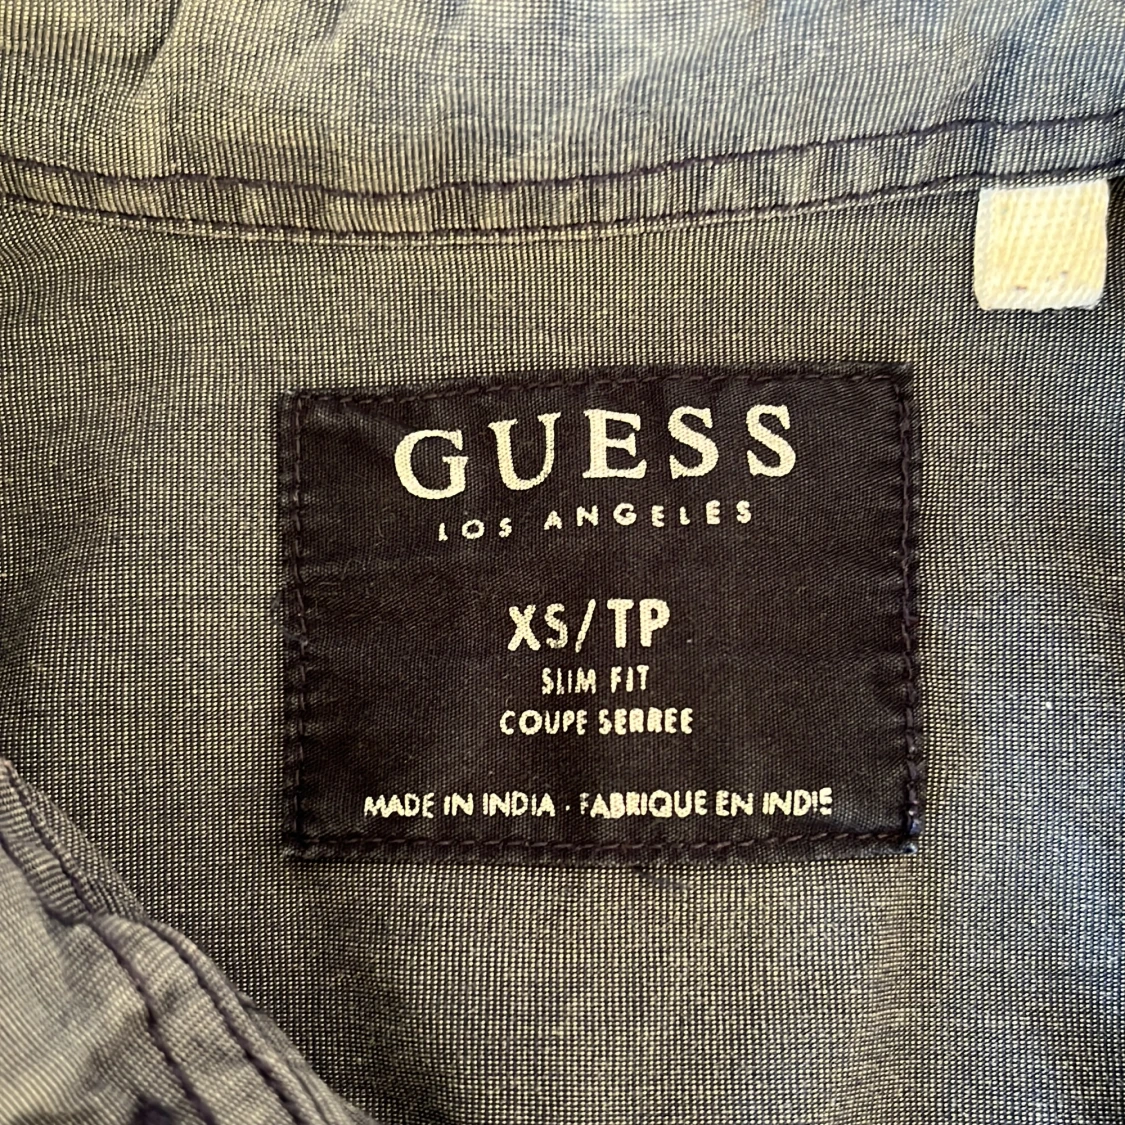 GUESS
LOS ANGELES
XS/TP
SLIM FIT
COUPE SERREE
MADE IN INDIA · FABRIQUE EN INDIE